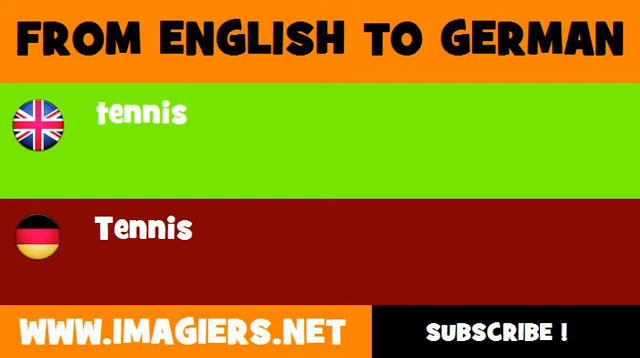 FROM ENGLISH TO GERMAN
tennis
Tennis
WWW.IMAGIERS.NET
SUBSCRIBE !